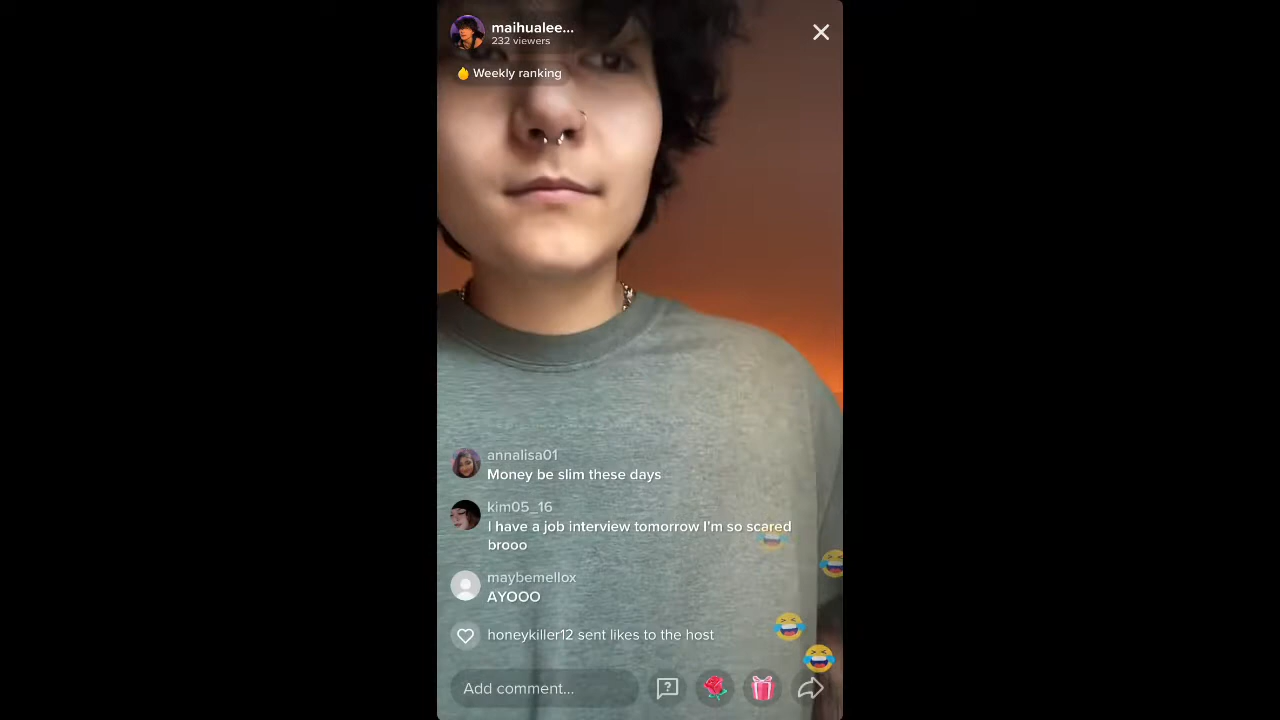 maihualee...
232 viewers
Weekly ranking
annalisa01
Money be slim these days
kim05_16
I have a job interview tomorrow I'm so scared
brooo
maybemellox
AYOOO
honeykiller12 sent likes to the host
Add comment...